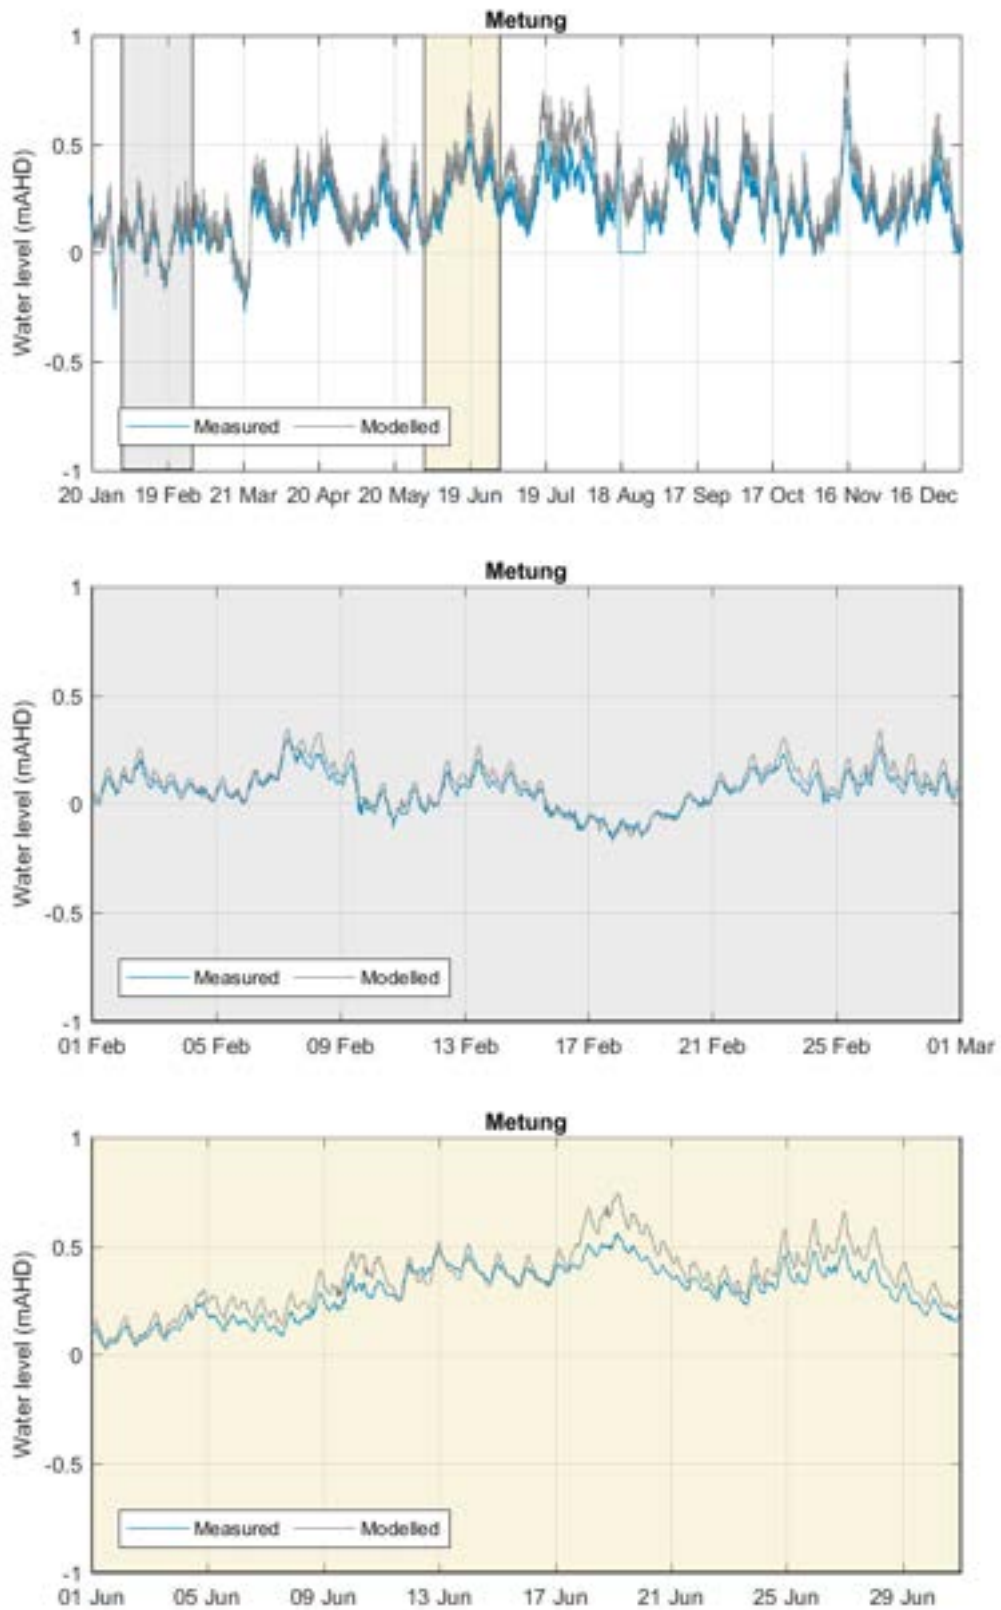 Metung
1
0.5
0
-0.5
-1
Water level (mAHD)
Measured Modelled
20 Jan 19 Feb 21 Mar 20 Apr 20 May 19 Jun 19 Jul 18 Aug 17 Sep 17 Oct 16 Nov 16 Dec
Metung
1
0.5
0
-0.5
-1
Water level (mAHD)
Measured Modelled
01 Feb 05 Feb 09 Feb 13 Feb 17 Feb 21 Feb 25 Feb 01 Mar
Metung
1
0.5
0
-0.5
-1
Water level (mAHD)
Measured Modelled
01 Jun 05 Jun 09 Jun 13 Jun 17 Jun 21 Jun 25 Jun 29 Jun